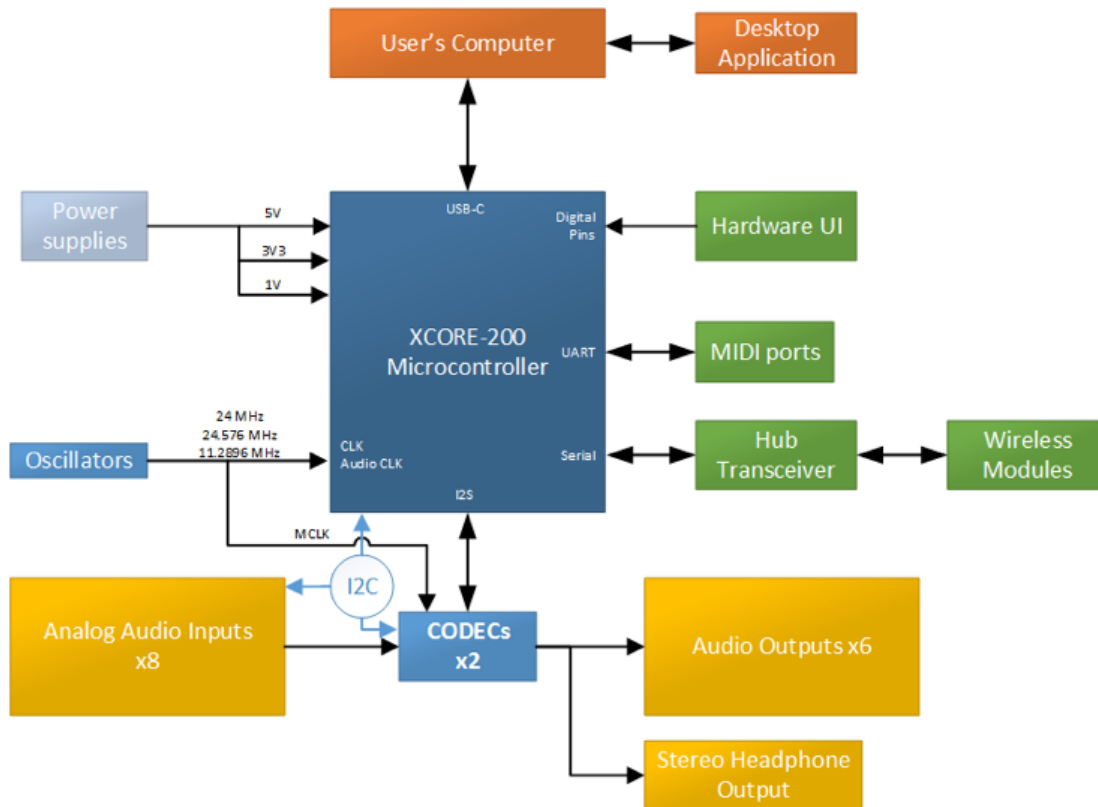 User's Computer
Desktop
Application
Power
supplies
5V
3V3
1V
USB-C
Digital
Pins
Hardware UI
XCORE-200
Microcontroller
UART
MIDI ports
Oscillators
24 MHz
24.576 MHz
11.2896 MHz
CLK
Audio CLK
Serial
Hub
Transceiver
Wireless
Modules
I2S
MCLK
I2C
Analog Audio Inputs
x8
CODECs
x2
Audio Outputs x6
Stereo Headphone
Output